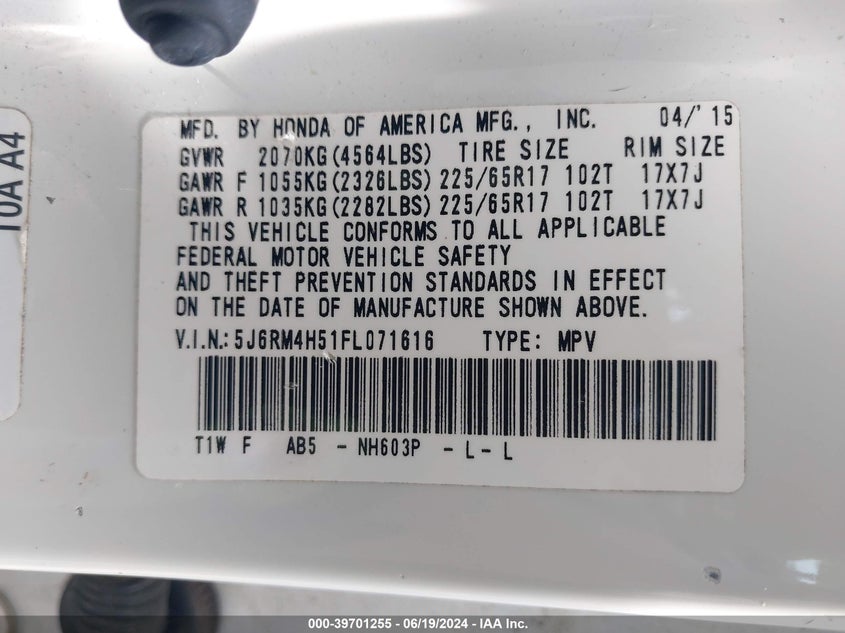 10A A4
MFD. BY HONDA OF AMERICA MFG., INC. 04/'15
GVWR 2070KG(4564LBS) TIRE SIZE RIM SIZE
GAWR F 1055KG(2326LBS) 225/65R17 102T 17X7J
GAWR R 1035KG(2282LBS) 225/65R17 102T 17X7J
THIS VEHICLE CONFORMS TO ALL APPLICABLE
FEDERAL MOTOR VEHICLE SAFETY
AND THEFT PREVENTION STANDARDS IN EFFECT
ON THE DATE OF MANUFACTURE SHOWN ABOVE.
V.I.N.: 5J6RM4H51FL071616 TYPE: MPV
T1W F AB5 - NH603P - L - L
000-39701255 - 06/19/2024 - www.iaai.com